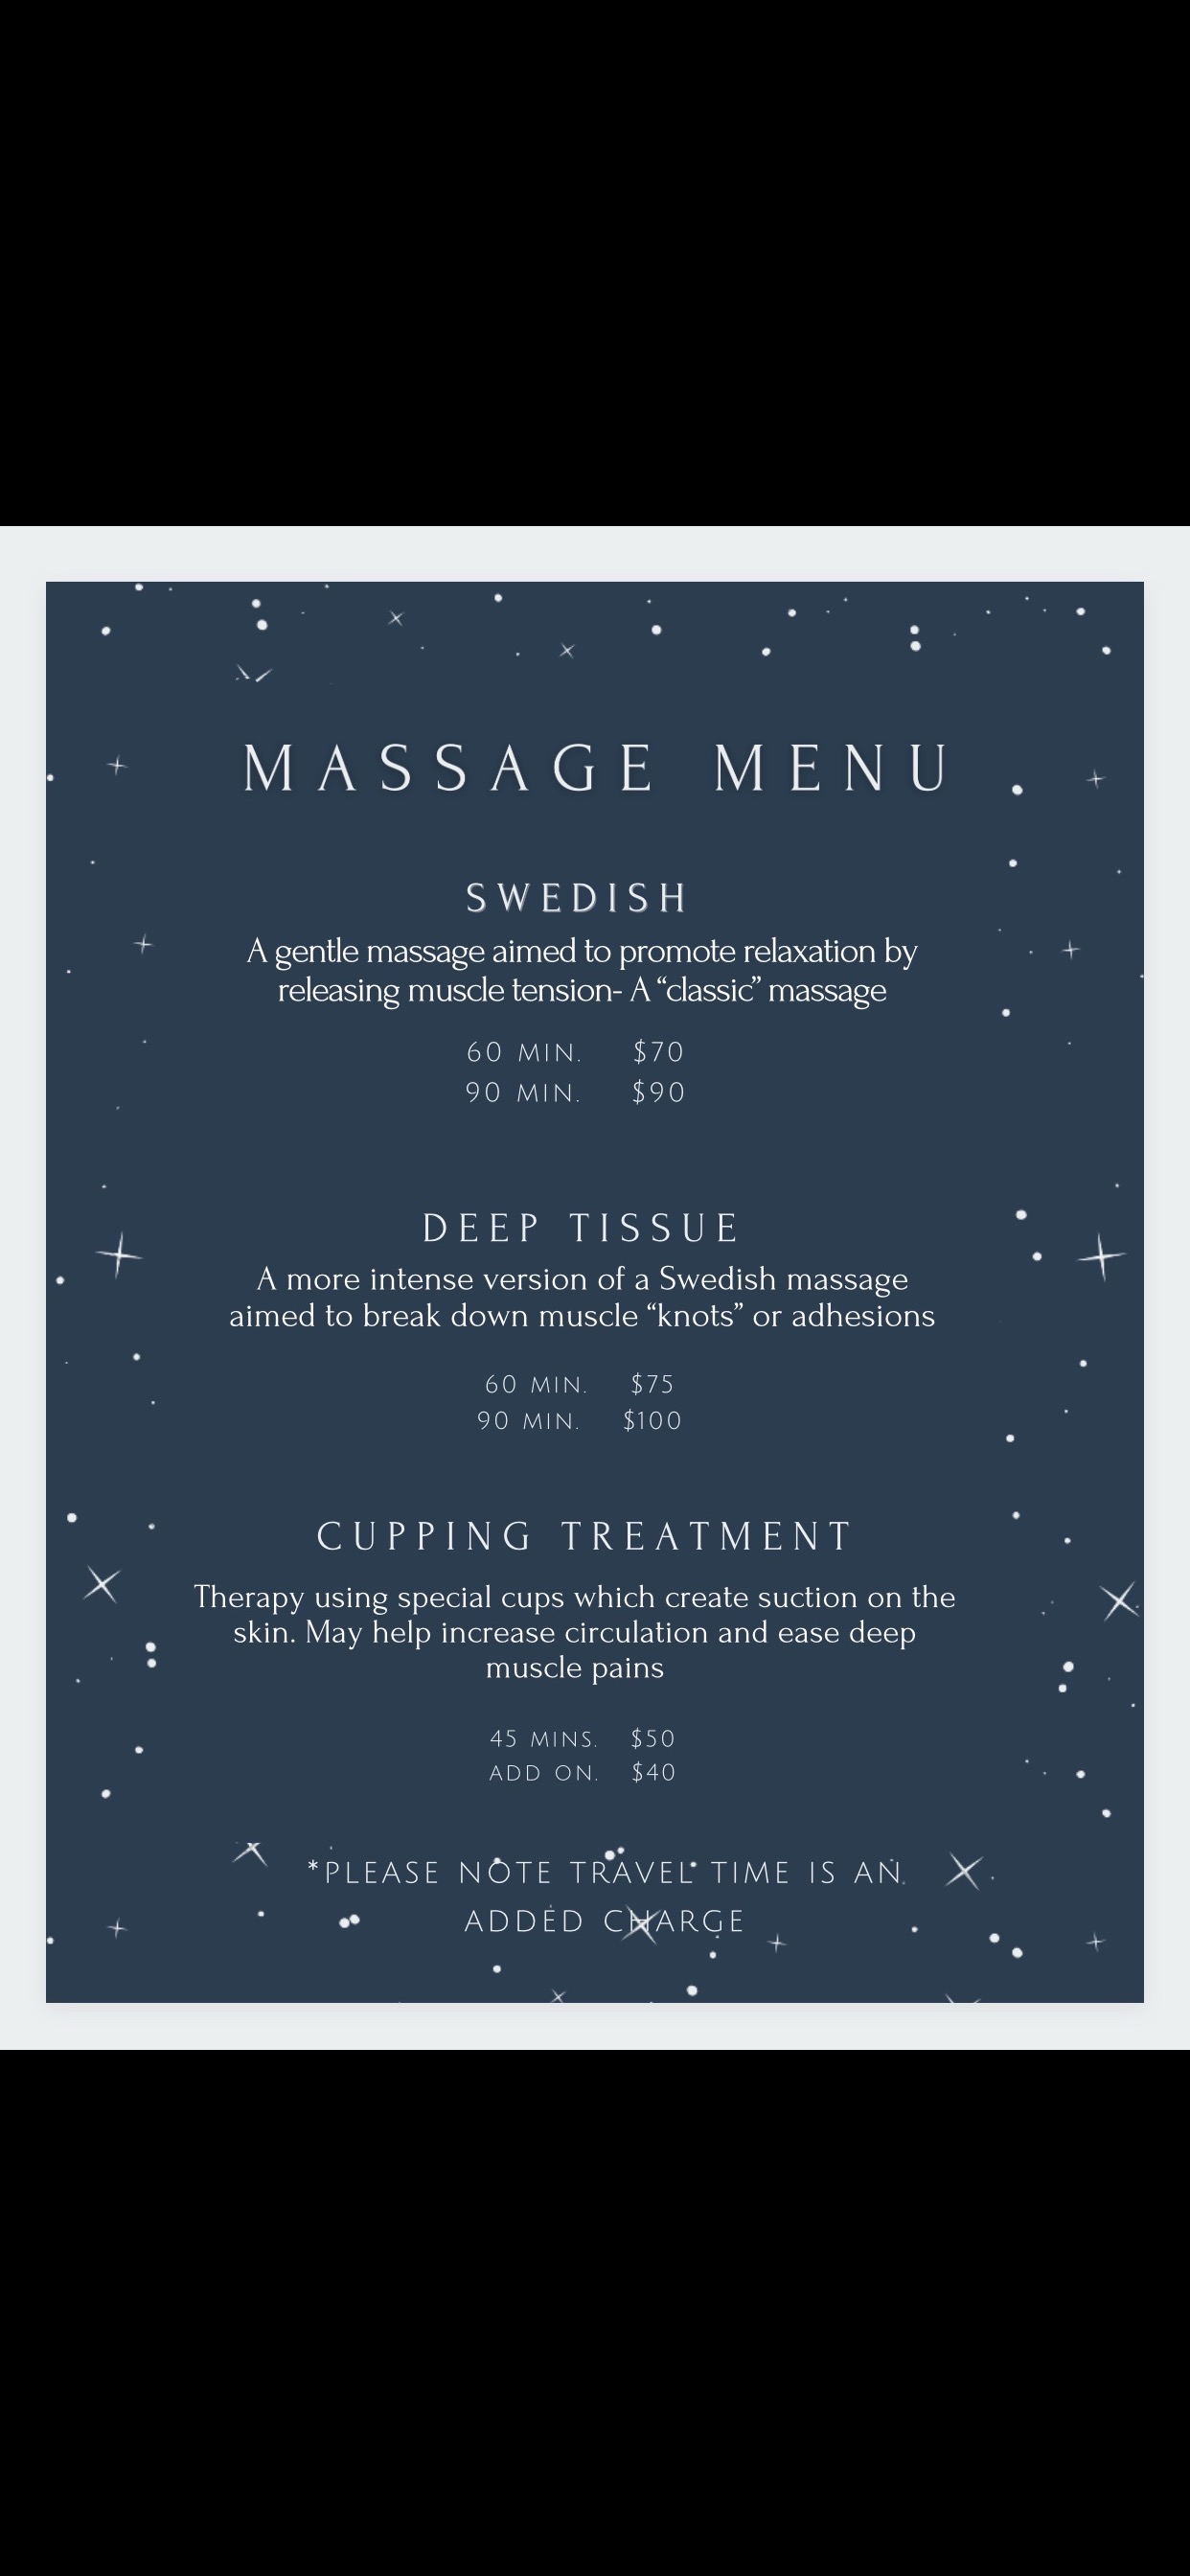 MASSAGE MENU
SWEDISH
A gentle massage aimed to promote relaxation by
releasing muscle tension- A “classic” massage
60 MIN. $70
90 MIN. $90
DEEP TISSUE
A more intense version of a Swedish massage
aimed to break down muscle “knots” or adhesions
60 MIN. $75
90 MIN. $100
CUPPING TREATMENT
Therapy using special cups which create suction on the
skin. May help increase circulation and ease deep
muscle pains
45 MINS. $50
ADD ON. $40
*PLEASE NOTE TRAVEL TIME IS AN
ADDED CHARGE